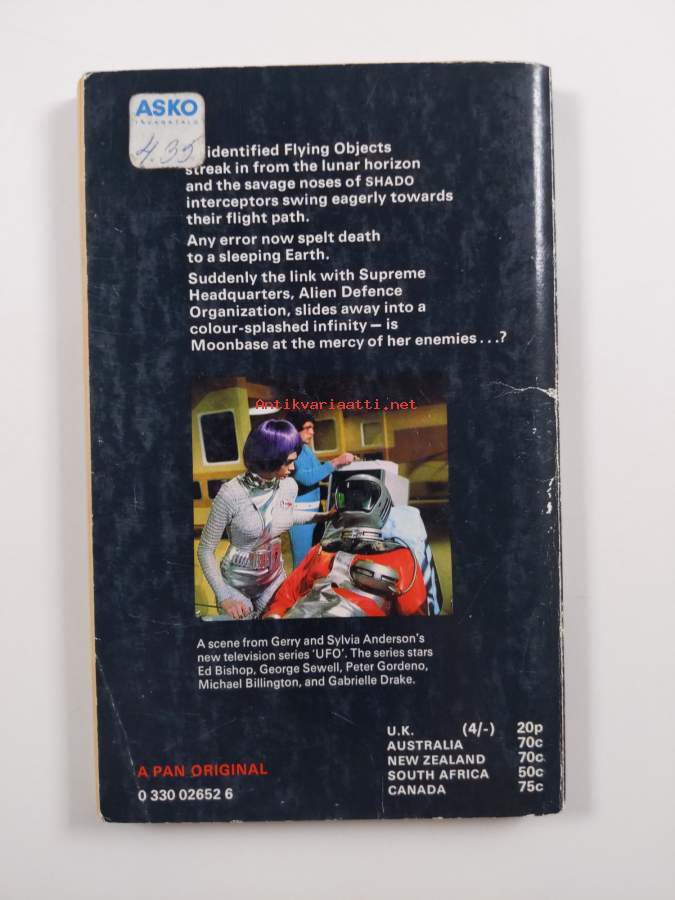 ASKO
4.35
identified Flying Objects
streak in from the lunar horizon
and the savage noses of SHADO
interceptors swing eagerly towards
their flight path.
Any error now spelt death
to a sleeping Earth.
Suddenly the link with Supreme
Headquarters, Alien Defence
Organization, slides away into a
colour-splashed infinity – is
Moonbase at the mercy of her enemies . . .?
Antikvariaatti.net
A scene from Gerry and Sylvia Anderson's
new television series 'UFO'. The series stars
Ed Bishop, George Sewell, Peter Gordeno,
Michael Billington, and Gabrielle Drake.
U.K. (4/-) 20p
AUSTRALIA 70c
NEW ZEALAND 70c
SOUTH AFRICA 50c
CANADA 75c
A PAN ORIGINAL
0 330 02652 6